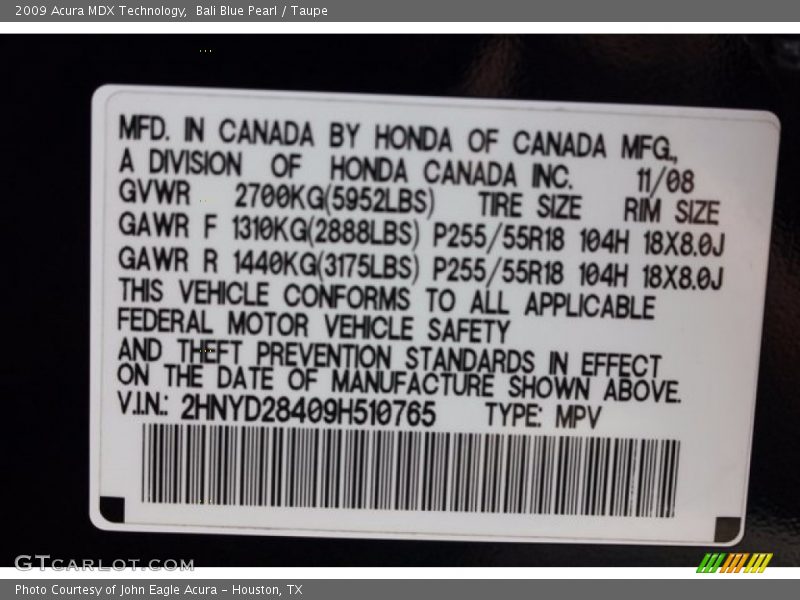 2009 Acura MDX Technology,  Bali Blue Pearl / Taupe
MFD. IN CANADA BY HONDA OF CANADA MFG.,
A DIVISION OF HONDA CANADA INC. 11/08
GVWR 2700KG(5952LBS) TIRE SIZE RIM SIZE
GAWR F 1310KG(2888LBS) P255/55R18 104H 18X8.0J
GAWR R 1440KG(3175LBS) P255/55R18 104H 18X8.0J
THIS VEHICLE CONFORMS TO ALL APPLICABLE
FEDERAL MOTOR VEHICLE SAFETY
AND THEFT PREVENTION STANDARDS IN EFFECT
ON THE DATE OF MANUFACTURE SHOWN ABOVE.
V.I.N.: 2HNYD28409H510765 TYPE: MPV
GTCARLOT.COM
Photo Courtesy of John Eagle Acura - Houston, TX